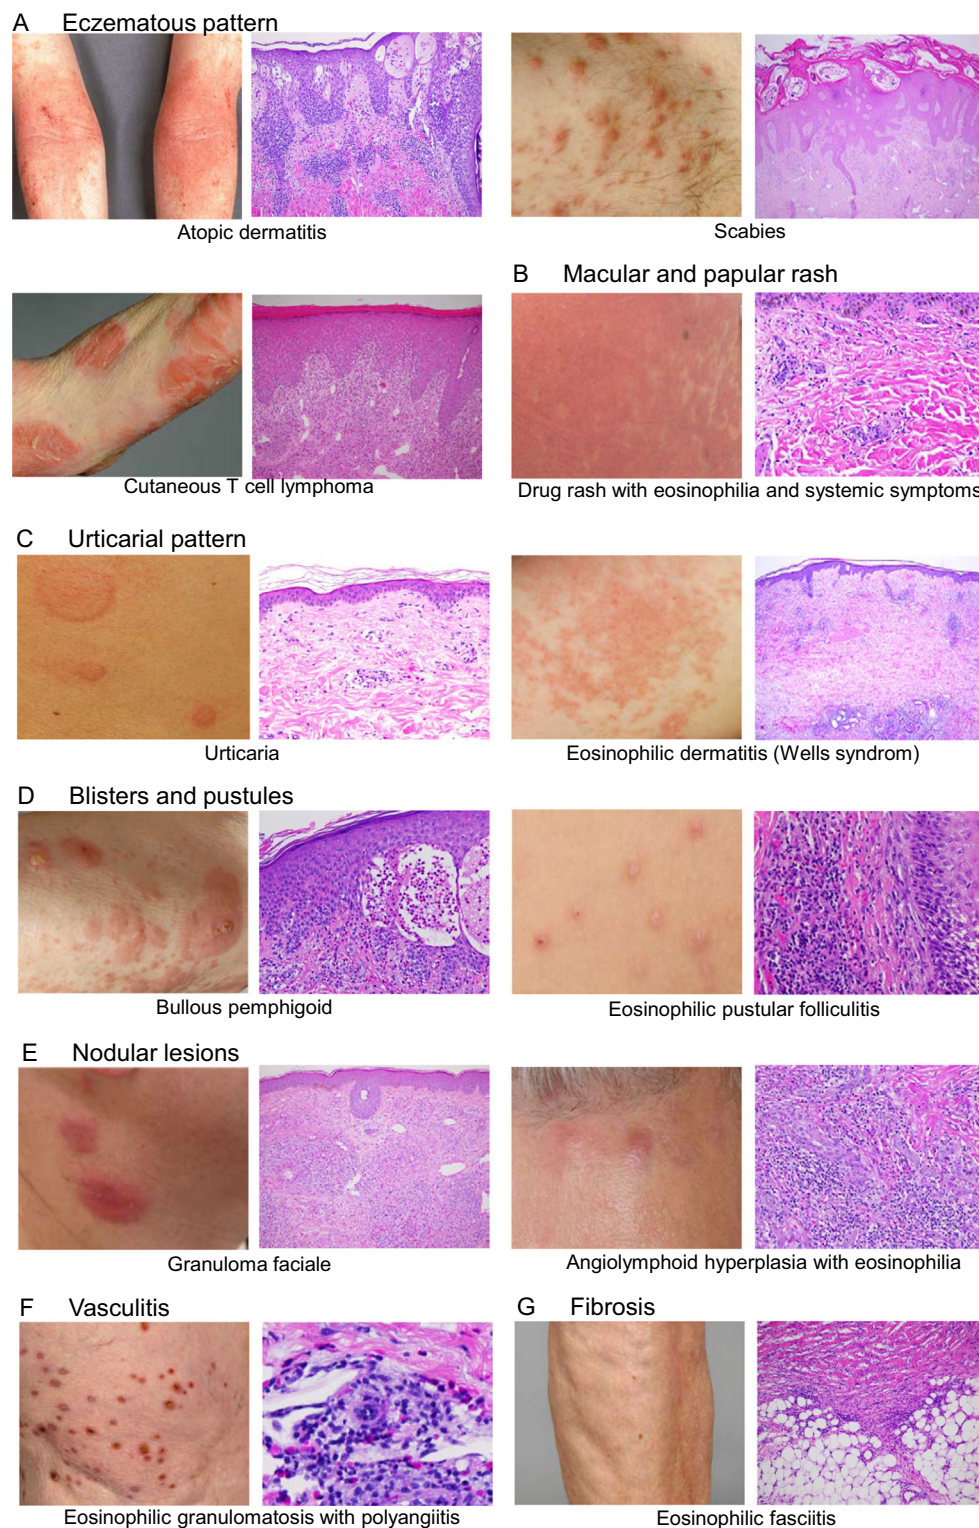 A Eczematous pattern
Atopic dermatitis
Scabies
B Macular and papular rash
Cutaneous T cell lymphoma
Drug rash with eosinophilia and systemic symptoms
C Urticarial pattern
Urticaria
Eosinophilic dermatitis (Wells syndrom)
D Blisters and pustules
Bullous pemphigoid
Eosinophilic pustular folliculitis
E Nodular lesions
Granuloma faciale
Angiolymphoid hyperplasia with eosinophilia
F Vasculitis
G Fibrosis
Eosinophilic granulomatosis with polyangiitis
Eosinophilic fasciitis